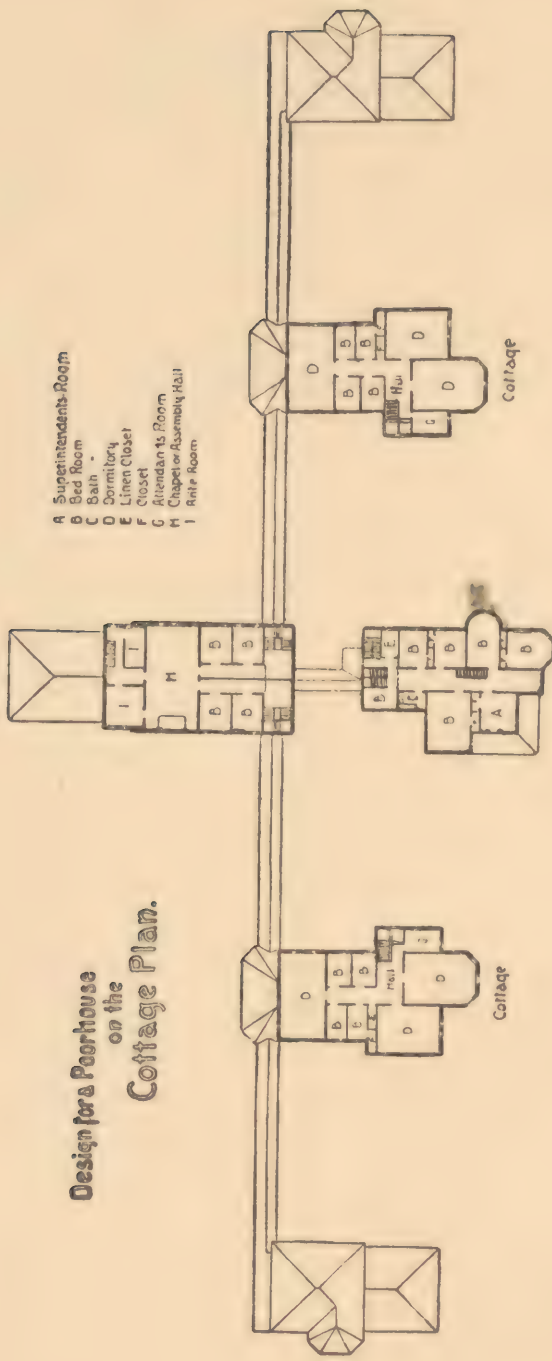 Design for a Poorhouse
on the
Cottage Plan.
A Superintendents Room
B Bed Room
C Bath -
D Dormitory
E Linen Closet
F Closet
G Attendants Room
H Chapel or Assembly Hall
I Ante Room
I
I
H
B B
B B
D
B B
B
Hall
D
D
Cottage
B
E
B
C
B
B
B
B
A
B
D
B B
B B
Hall
D
G
D
Cottage